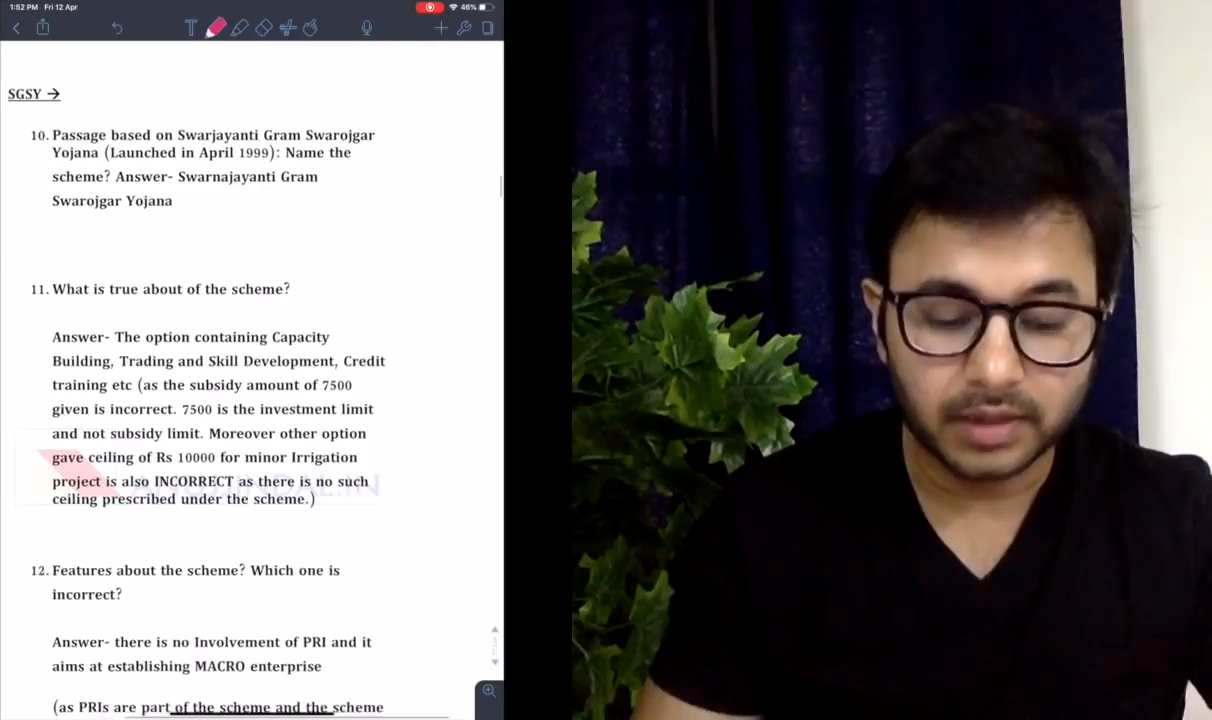 1:52 PM Fri 12 Apr
46%
SGSY →
10. Passage based on Swarjayanti Gram Swarojgar
Yojana (Launched in April 1999): Name the
scheme? Answer- Swarnajayanti Gram
Swarojgar Yojana
11. What is true about of the scheme?
Answer- The option containing Capacity
Building, Trading and Skill Development, Credit
training etc (as the subsidy amount of 7500
given is incorrect. 7500 is the investment limit
and not subsidy limit. Moreover other option
gave ceiling of Rs 10000 for minor Irrigation
project is also INCORRECT as there is no such
ceiling prescribed under the scheme.)
12. Features about the scheme? Which one is
incorrect?
Answer- there is no Involvement of PRI and it
aims at establishing MACRO enterprise
(as PRIs are part of the scheme and the scheme